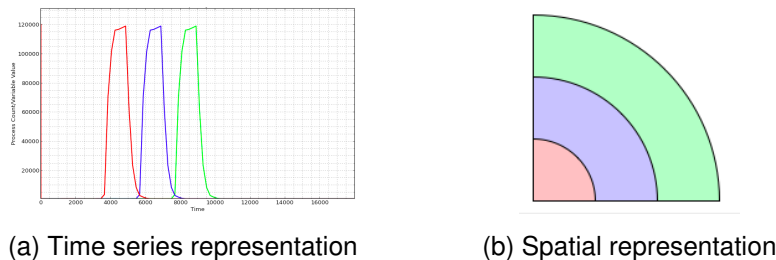 120000
100000
80000
60000
40000
20000
Process Count/Variable Value
0 2000 4000 6000 8000 10000 12000 14000 16000
Time
(a) Time series representation
(b) Spatial representation